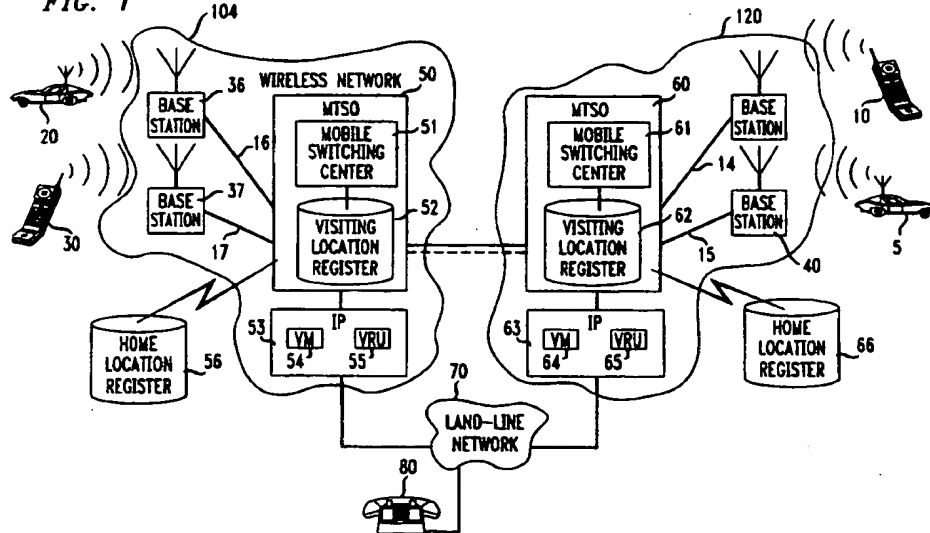 FIG. 1
104
120
WIRELESS NETWORK
50
60
20
BASE
STATION
36
MTSO
MOBILE
SWITCHING
CENTER
51
16
MTSO
MOBILE
SWITCHING
CENTER
61
BASE
STATION
14
10
30
BASE
STATION
37
17
VISITING
LOCATION
REGISTER
52
VISITING
LOCATION
REGISTER
62
BASE
STATION
15
40
5
HOME
LOCATION
REGISTER
56
53
IP
VM
54
VRU
55
63
IP
VM
64
VRU
65
HOME
LOCATION
REGISTER
66
70
LAND-LINE
NETWORK
80